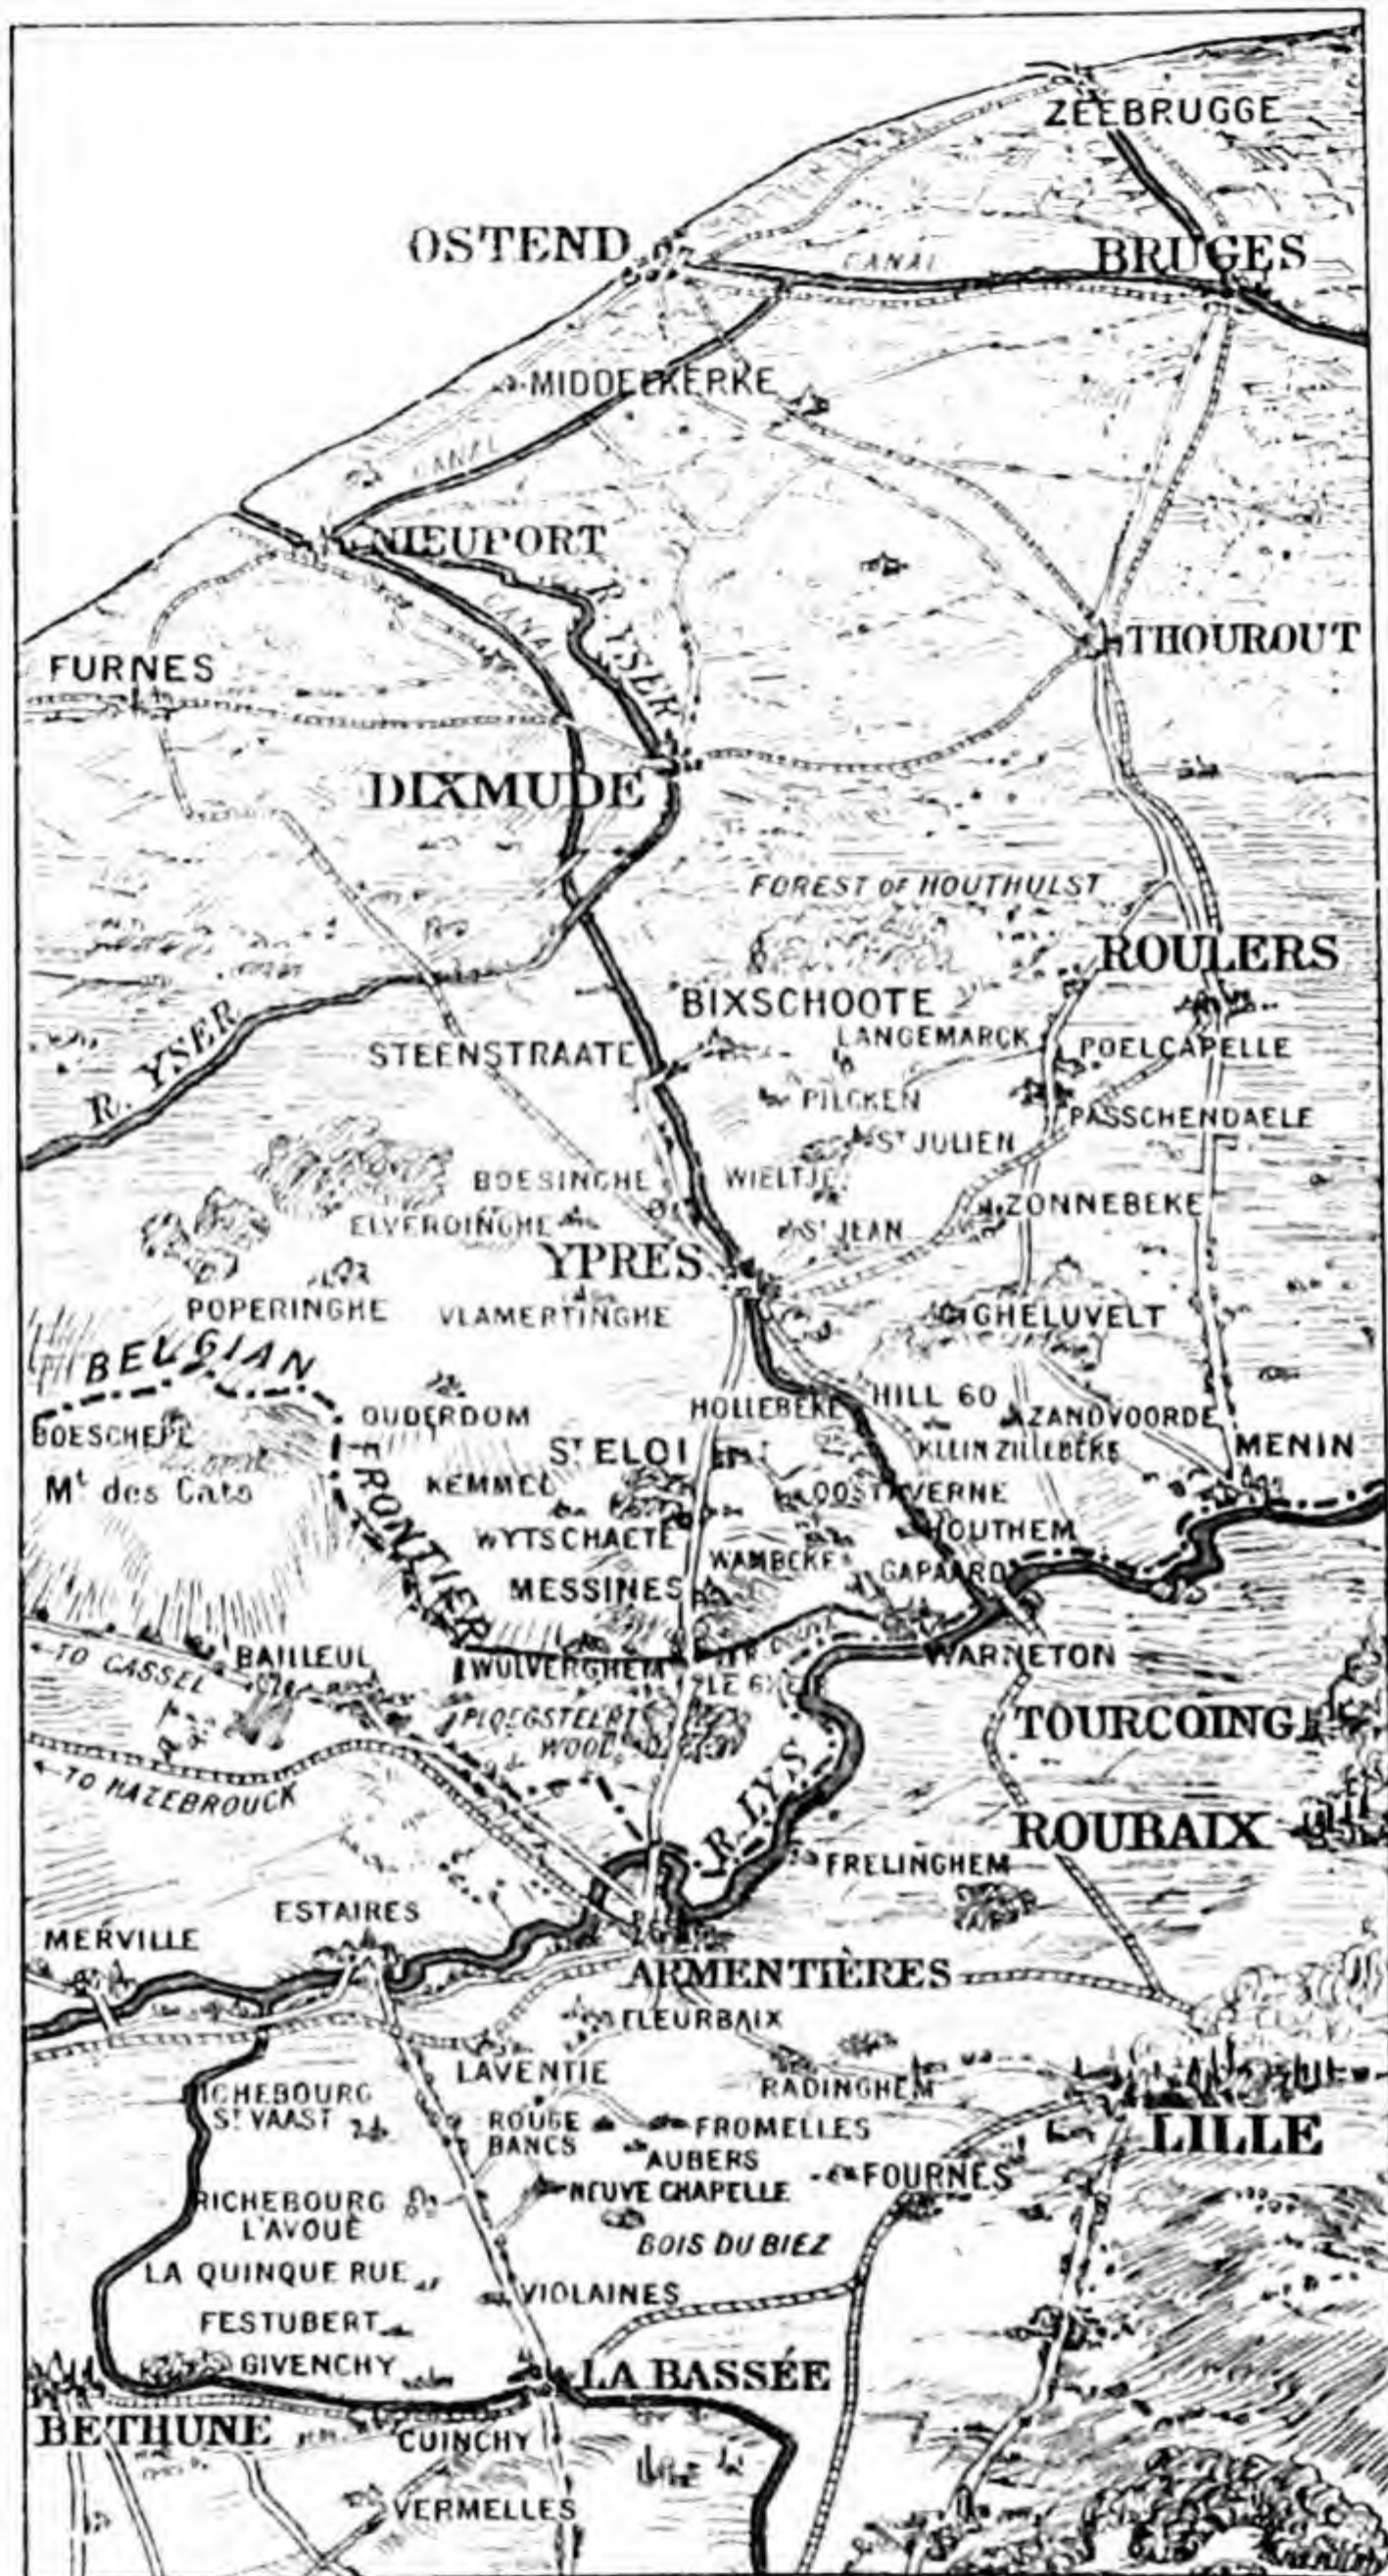 ZEEBRUGGE
CANAL
OSTEND
CANAL
BRUGES
MIDDELKERKE
CANAL
NIEUPORT
CANAL
R. YSER
FURNES
THOUROUT
DIXMUDE
FOREST OF HOUTHULST
ROULERS
BIXSCHOOTE
LANGEMARCK
STEENSTRAATE
POELCAPELLE
R. YSER
PILCKEN
PASSCHENDAELE
ST JULIEN
BOESINGHE
WIELTJE
ZONNEBEKE
ELVERDINGHE
ST JEAN
YPRES
POPERINGHE
VLAMERTINGHE
GHELUVELT
BELGIAN
FRONTIER
HILL 60
HOLLEBEKE
OUDERDOM
ZANDVOORDE
BOESCHEPE
ST ELOI
KLEIN ZILLEBEKE
MENIN
Mt des Cats
KEMMEL
OOSTAVERNE
WYTSCHAETE
HOUTHEM
WAMBEKE
GAPAARD
MESSINES
TO CASSEL
BAILLEUL
WULVERGHEM
WARNETON
PLOEGSTEERT
WOOD
TOURCOING
TO HAZEBROUCK
R. LYS
ROUBAIX
FRELINGHEM
ESTAIRES
MERVILLE
ARMENTIÈRES
FLEURBAIX
LAVENTIE
RADINGHEM
RICHEBOURG
ST VAAST
ROUGE
BANCS
FROMELLES
LILLE
AUBERS
FOURNES
NEUVE CHAPELLE
RICHEBOURG
L'AVOUÉ
BOIS DU BIEZ
LA QUINQUE RUE
VIOLAINES
FESTUBERT
GIVENCHY
LA BASSÉE
BETHUNE
CUINCHY
VERMELLES